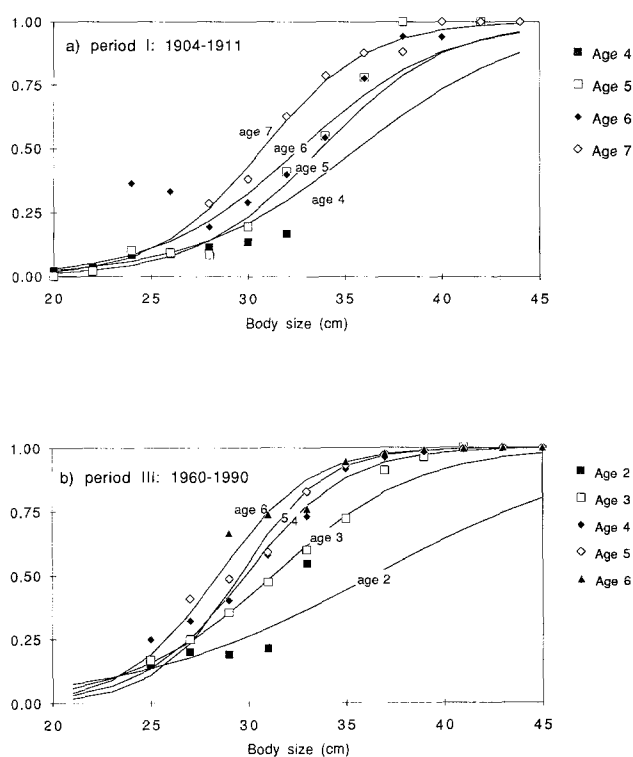 1.00
a) period I: 1904-1911
0.75
0.50
0.25
0.00
age 7
age 6
age 5
age 4
20 25 30 35 40 45
Body size (cm)
Age 4
Age 5
Age 6
Age 7
1.00
b) period III: 1960-1990
0.75
0.50
0.25
0.00
age 6
5
4
age 3
age 2
20 25 30 35 40 45
Body size (cm)
Age 2
Age 3
Age 4
Age 5
Age 6